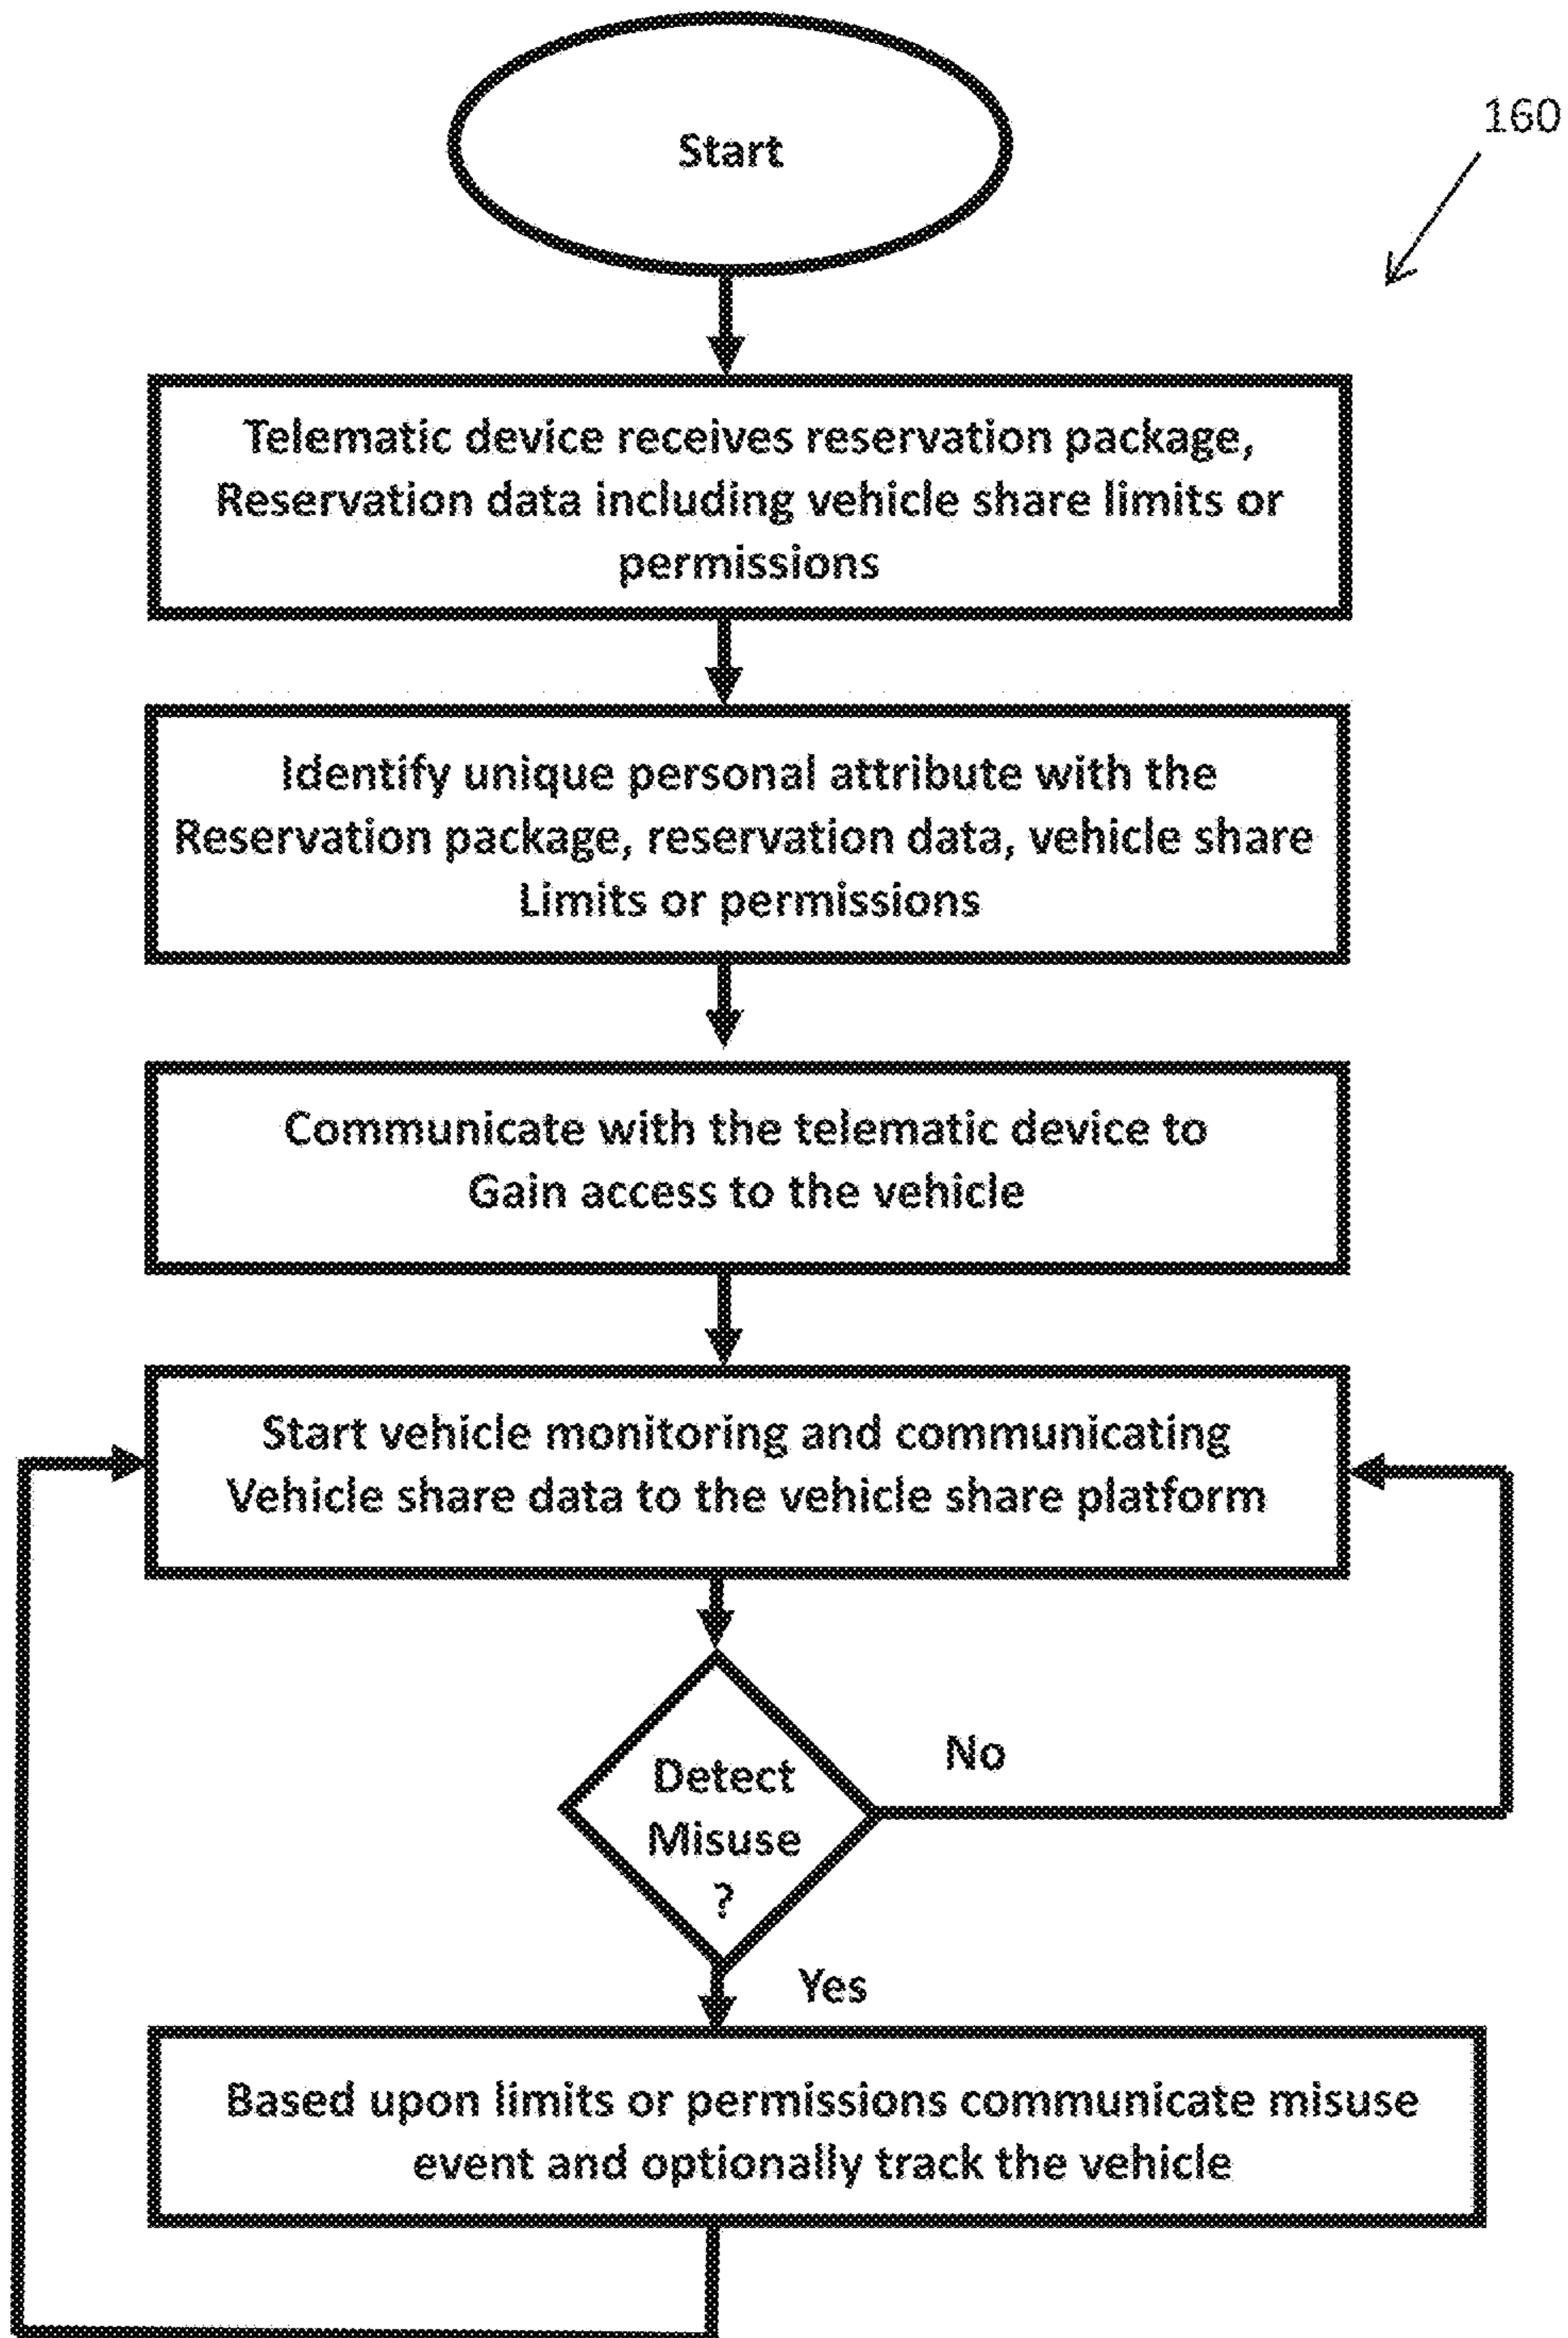 Start
160
Telematic device receives reservation package,
Reservation data including vehicle share limits or
permissions
Identify unique personal attribute with the
Reservation package, reservation data, vehicle share
Limits or permissions
Communicate with the telematic device to
Gain access to the vehicle
Start vehicle monitoring and communicating
Vehicle share data to the vehicle share platform
Detect
Misuse
?
No
Yes
Based upon limits or permissions communicate misuse
event and optionally track the vehicle